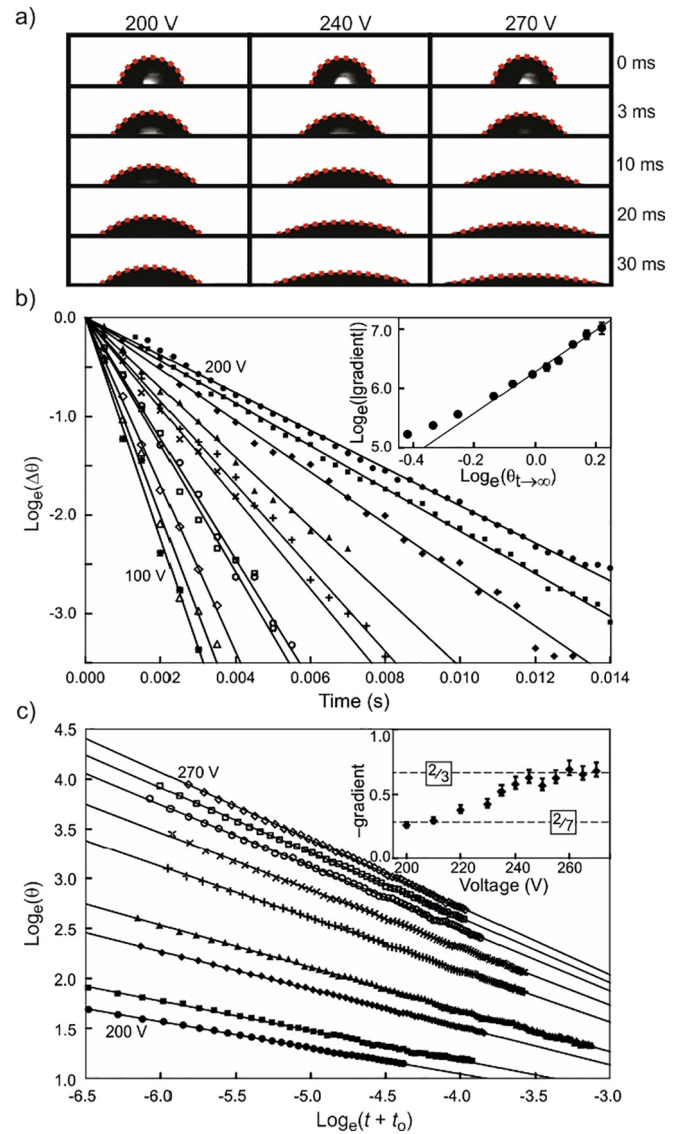 a)
200 V 240 V 270 V
0 ms
3 ms
10 ms
20 ms
30 ms
b)
0.0
-1.0
-2.0
-3.0
Logₑ(Δθ)
200 V
100 V
0.000 0.002 0.004 0.006 0.008 0.010 0.012 0.014
Time (s)
7.0
6.0
5.0
Logₑ(|gradient|)
-0.4 -0.2 0.0 0.2
Logₑ(θt→∞)
c)
4.5
4.0
3.5
3.0
2.5
2.0
1.5
1.0
Logₑ(θ)
270 V
200 V
-6.5 -6.0 -5.5 -5.0 -4.5 -4.0 -3.5 -3.0
Logₑ(t + tₒ)
1.0
0.5
0.0
-gradient
2/3
2/7
200 220 240 260
Voltage (V)